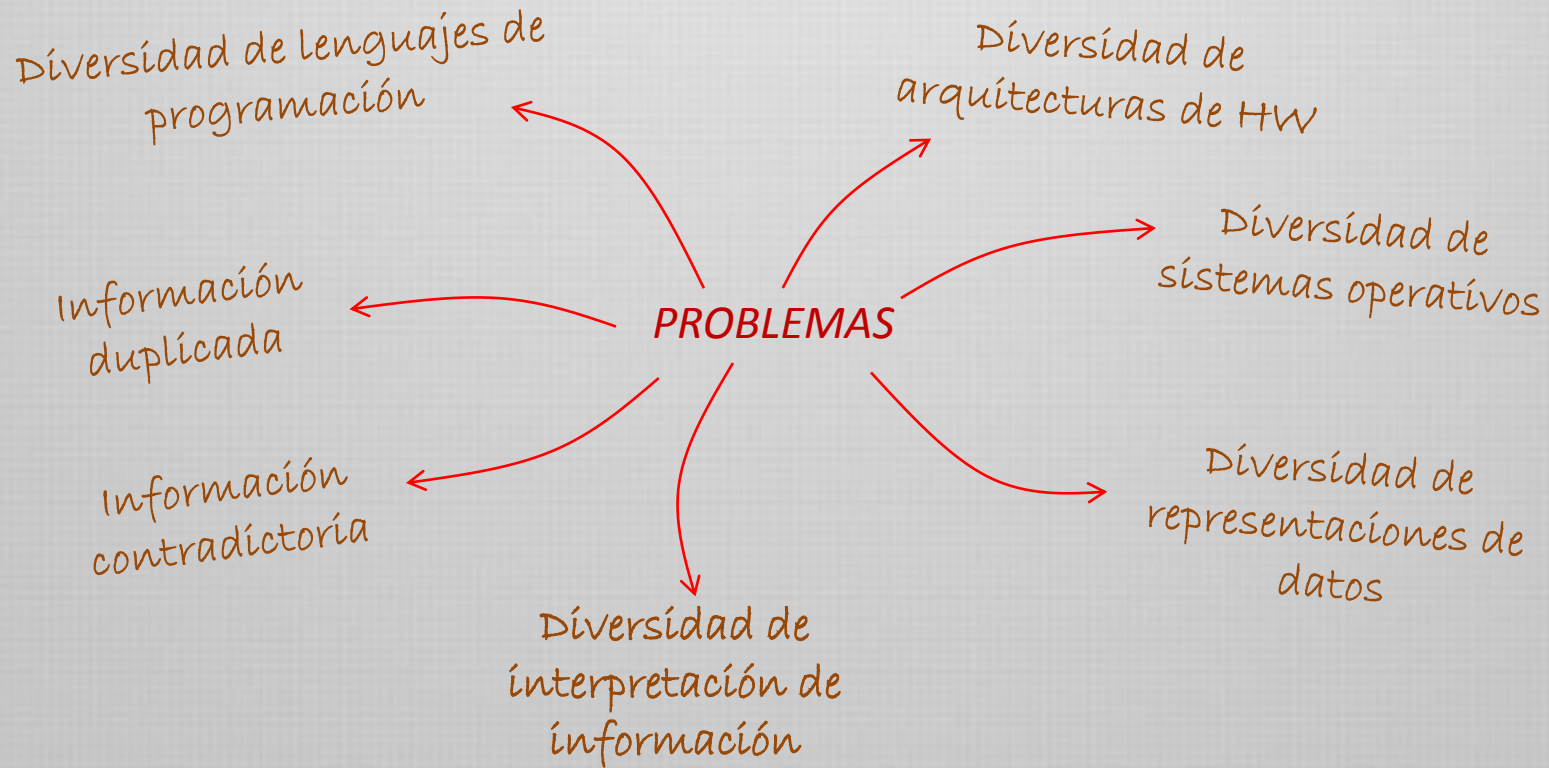 Diversidad de lenguajes de
programación
Diversidad de
arquitecturas de HW
Diversidad de
sistemas operativos
Información
duplicada
PROBLEMAS
Información
contradictoria
Diversidad de
representaciones de
datos
Diversidad de
interpretación de
información